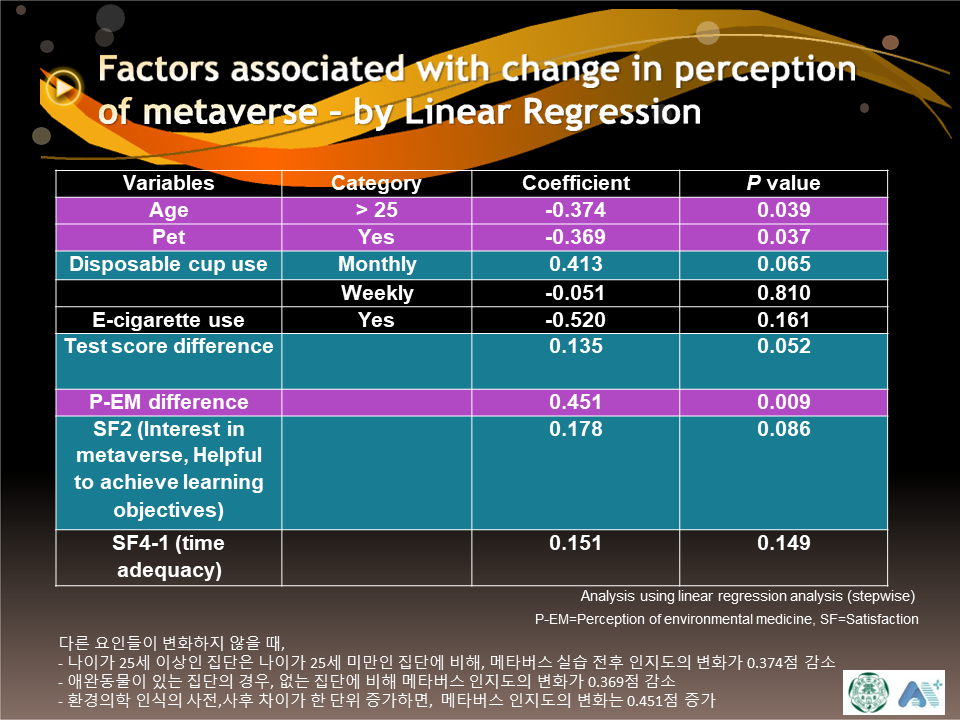 Factors associated with change in perception
of metaverse – by Linear Regression
Variables Category Coefficient P value
Age > 25 -0.374 0.039
Pet Yes -0.369 0.037
Disposable cup use Monthly 0.413 0.065
Weekly -0.051 0.810
E-cigarette use Yes -0.520 0.161
Test score difference 0.135 0.052
P-EM difference 0.451 0.009
SF2 (Interest in 0.178 0.086
metaverse, Helpful
to achieve learning
objectives)
SF4-1 (time 0.151 0.149
adequacy)
Analysis using linear regression analysis (stepwise)
P-EM=Perception of environmental medicine, SF=Satisfaction
다른 요인들이 변화하지 않을 때,
- 나이가 25세 이상인 집단은 나이가 25세 미만인 집단에 비해, 메타버스 실습 전후 인지도의 변화가 0.374점 감소
- 애완동물이 있는 집단의 경우, 없는 집단에 비해 메타버스 인지도의 변화가 0.369점 감소
- 환경의학 인식의 사전,사후 차이가 한 단위 증가하면, 메타버스 인지도의 변화는 0.451점 증가